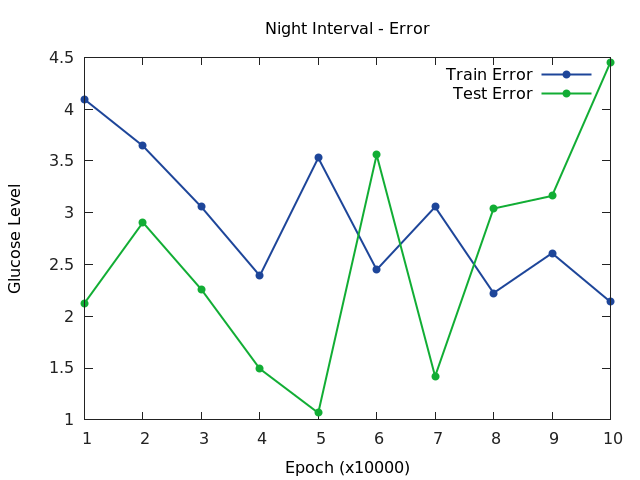 Night Interval - Error
4.5
4
3.5
3
2.5
2
1.5
1
Train Error
Test Error
Glucose Level
1 2 3 4 5 6 7 8 9 10
Epoch (x10000)